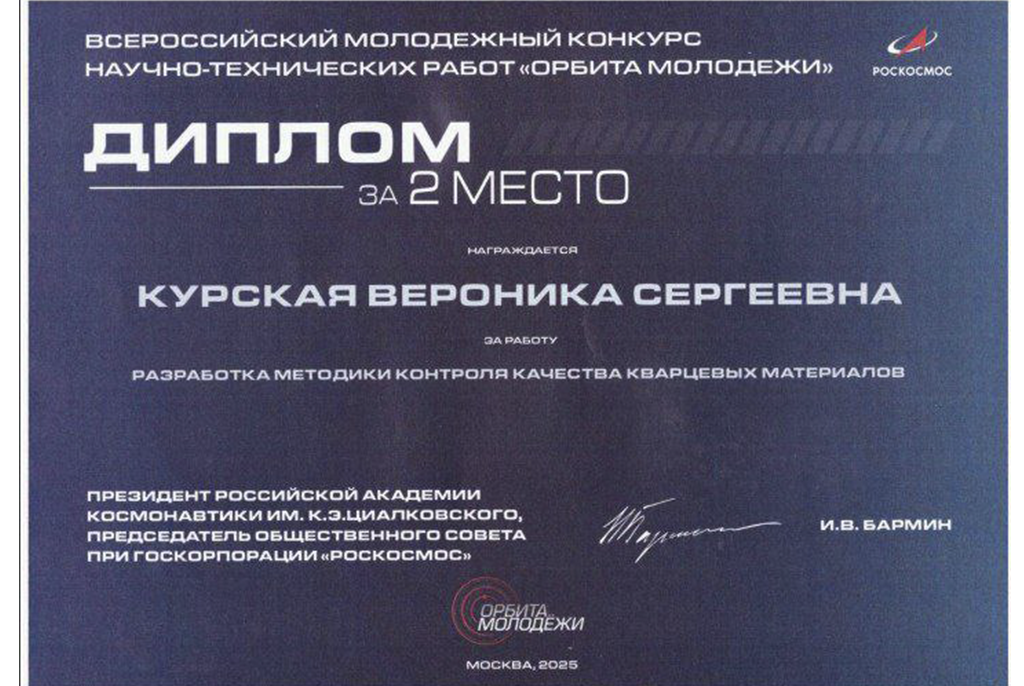 ВСЕРОССИЙСКИЙ МОЛОДЕЖНЫЙ КОНКУРС
НАУЧНО-ТЕХНИЧЕСКИХ РАБОТ «ОРБИТА МОЛОДЕЖИ»
РОСКОСМОС
ДИПЛОМ
ЗА 2 МЕСТО
НАГРАЖДАЕТСЯ
КУРСКАЯ ВЕРОНИКА СЕРГЕЕВНА
ЗА РАБОТУ
РАЗРАБОТКА МЕТОДИКИ КОНТРОЛЯ КАЧЕСТВА КВАРЦЕВЫХ МАТЕРИАЛОВ
ПРЕЗИДЕНТ РОССИЙСКОЙ АКАДЕМИИ
КОСМОНАВТИКИ ИМ. К.Э.ЦИАЛКОВСКОГО,
ПРЕДСЕДАТЕЛЬ ОБЩЕСТВЕННОГО СОВЕТА
ПРИ ГОСКОРПОРАЦИИ «РОСКОСМОС»
И.В. БАРМИН
ОРБИТА
МОЛОДЕЖИ
МОСКВА, 2025